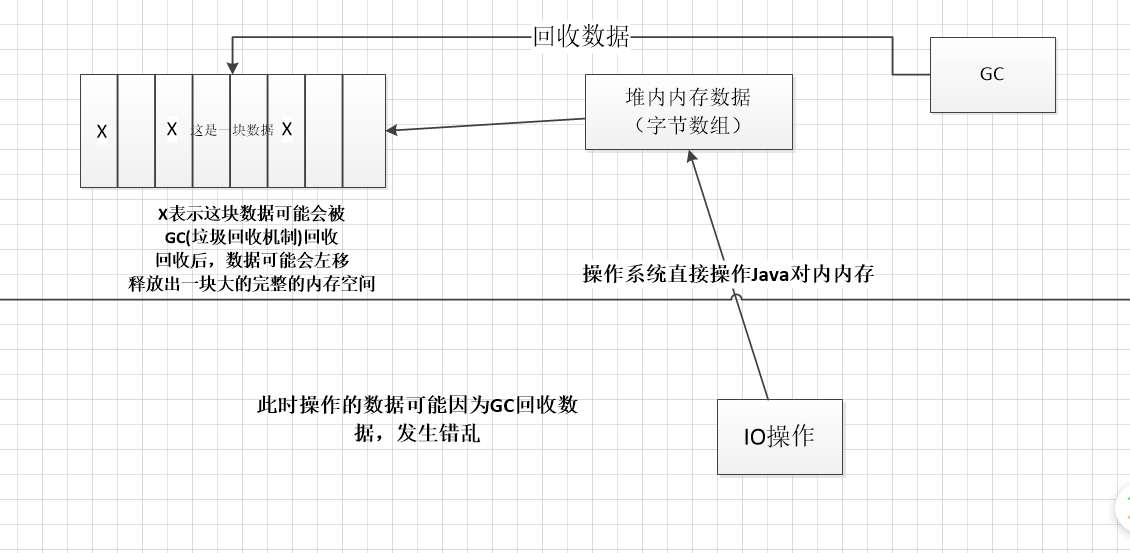 回收数据
GC
堆内内存数据
（字节数组）
X
X
这是一块数据
X
X表示这块数据可能会被
GC(垃圾回收机制)回收
回收后，数据可能会左移
释放出一块大的完整的内存空间
操作系统直接操作Java对内内存
此时操作的数据可能因为GC回收数
据，发生错乱
IO操作